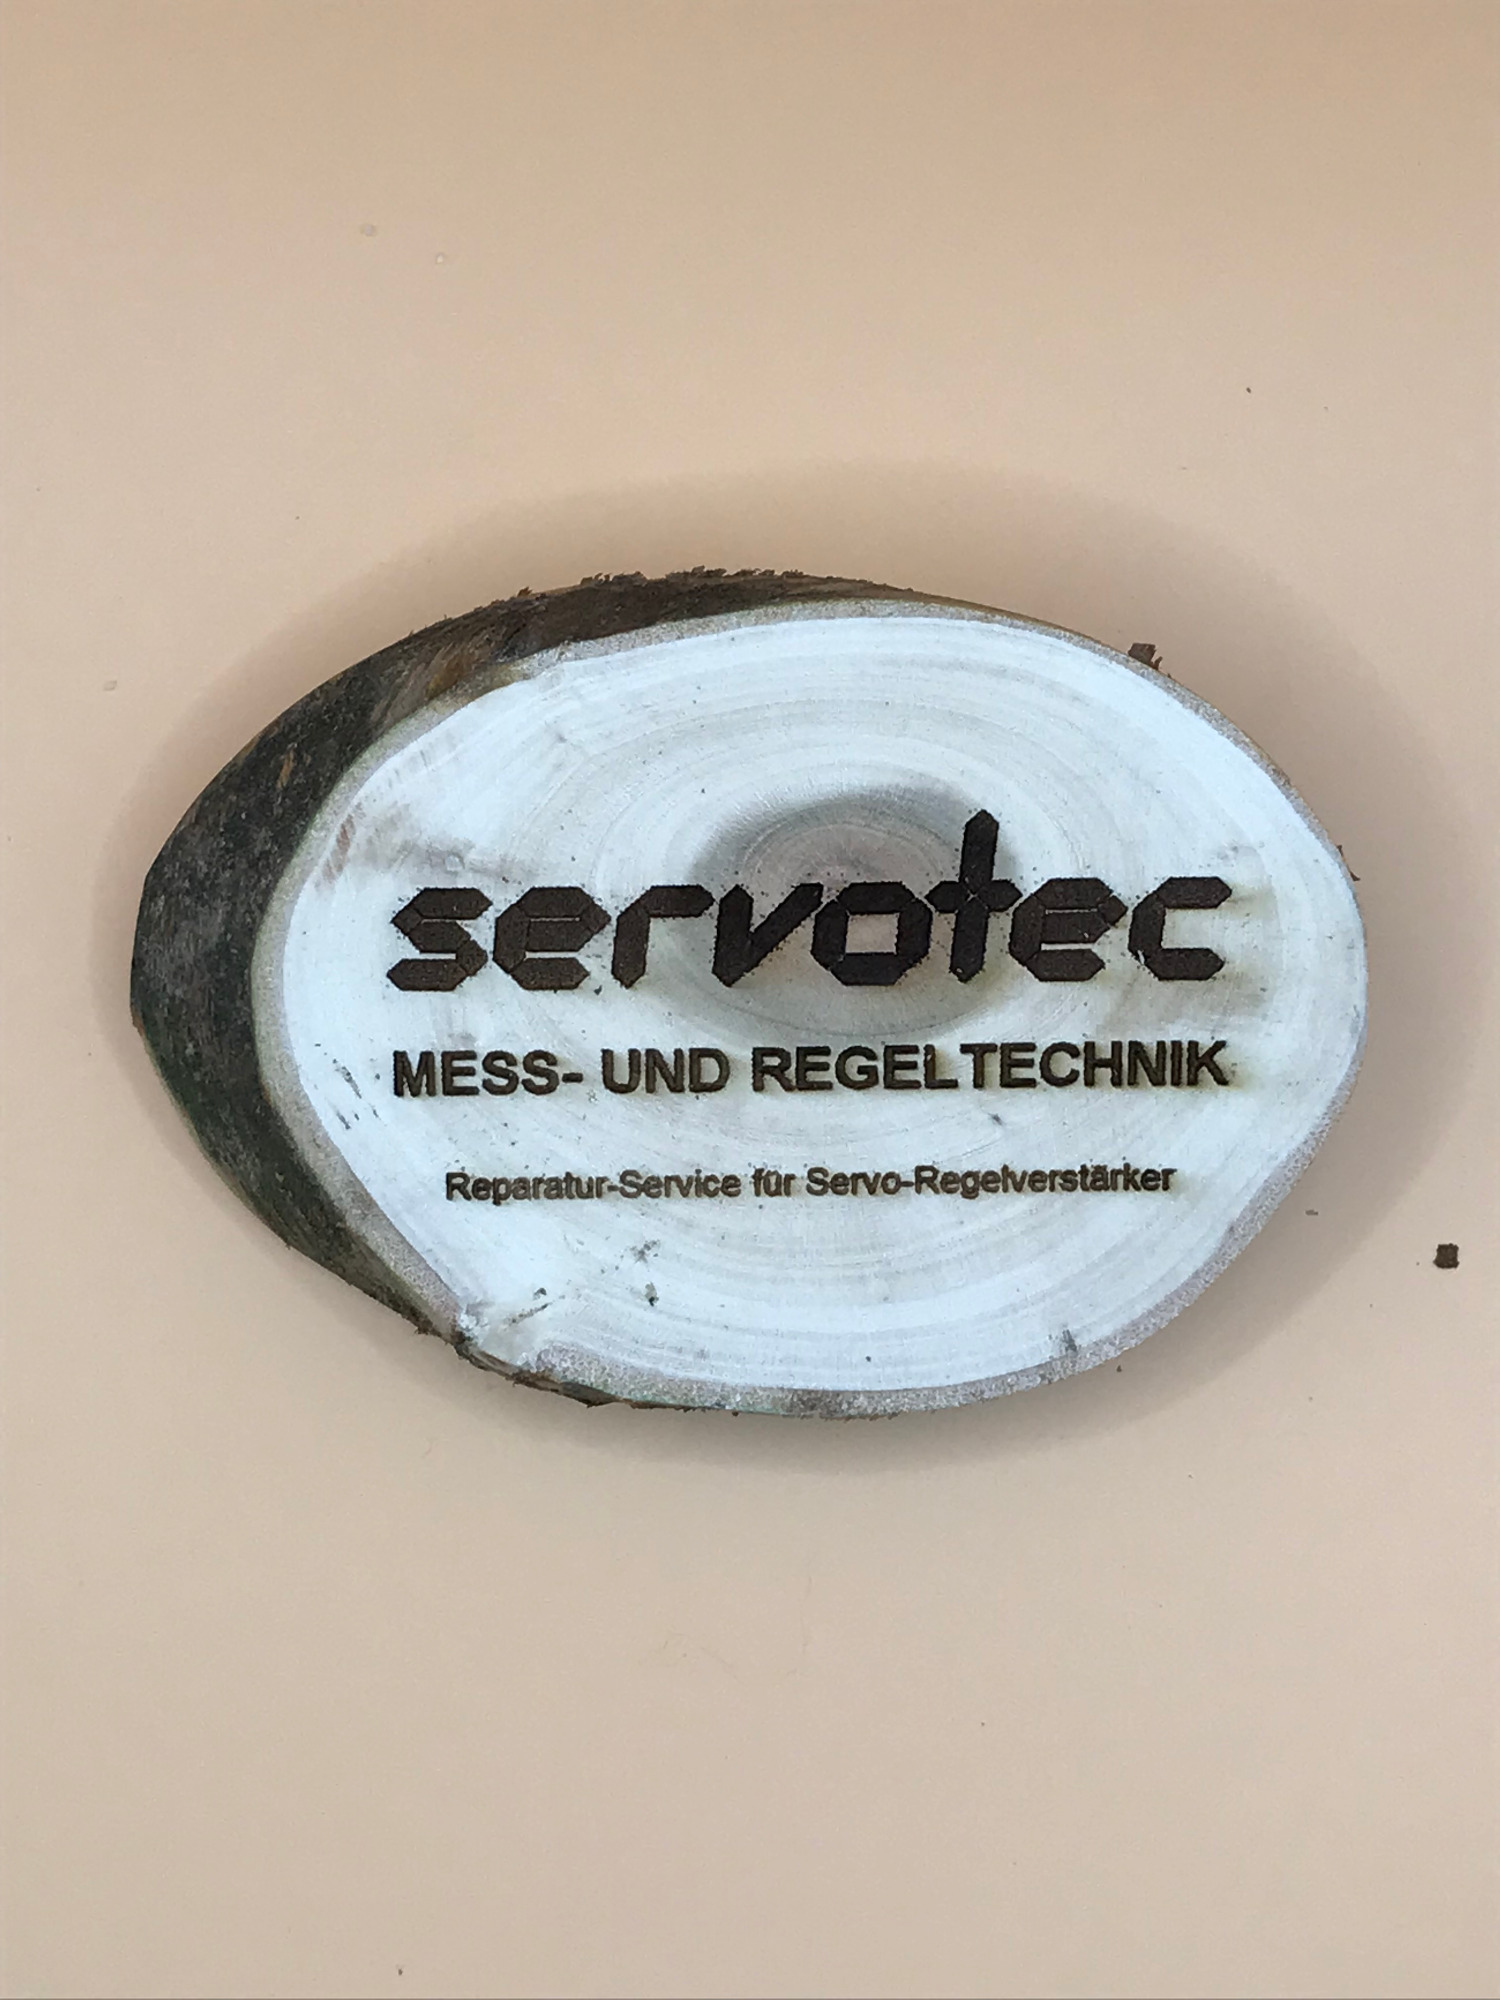 servotec
MESS- UND REGELTECHNIK
Reparatur-Service für Servo-Regelverstärker